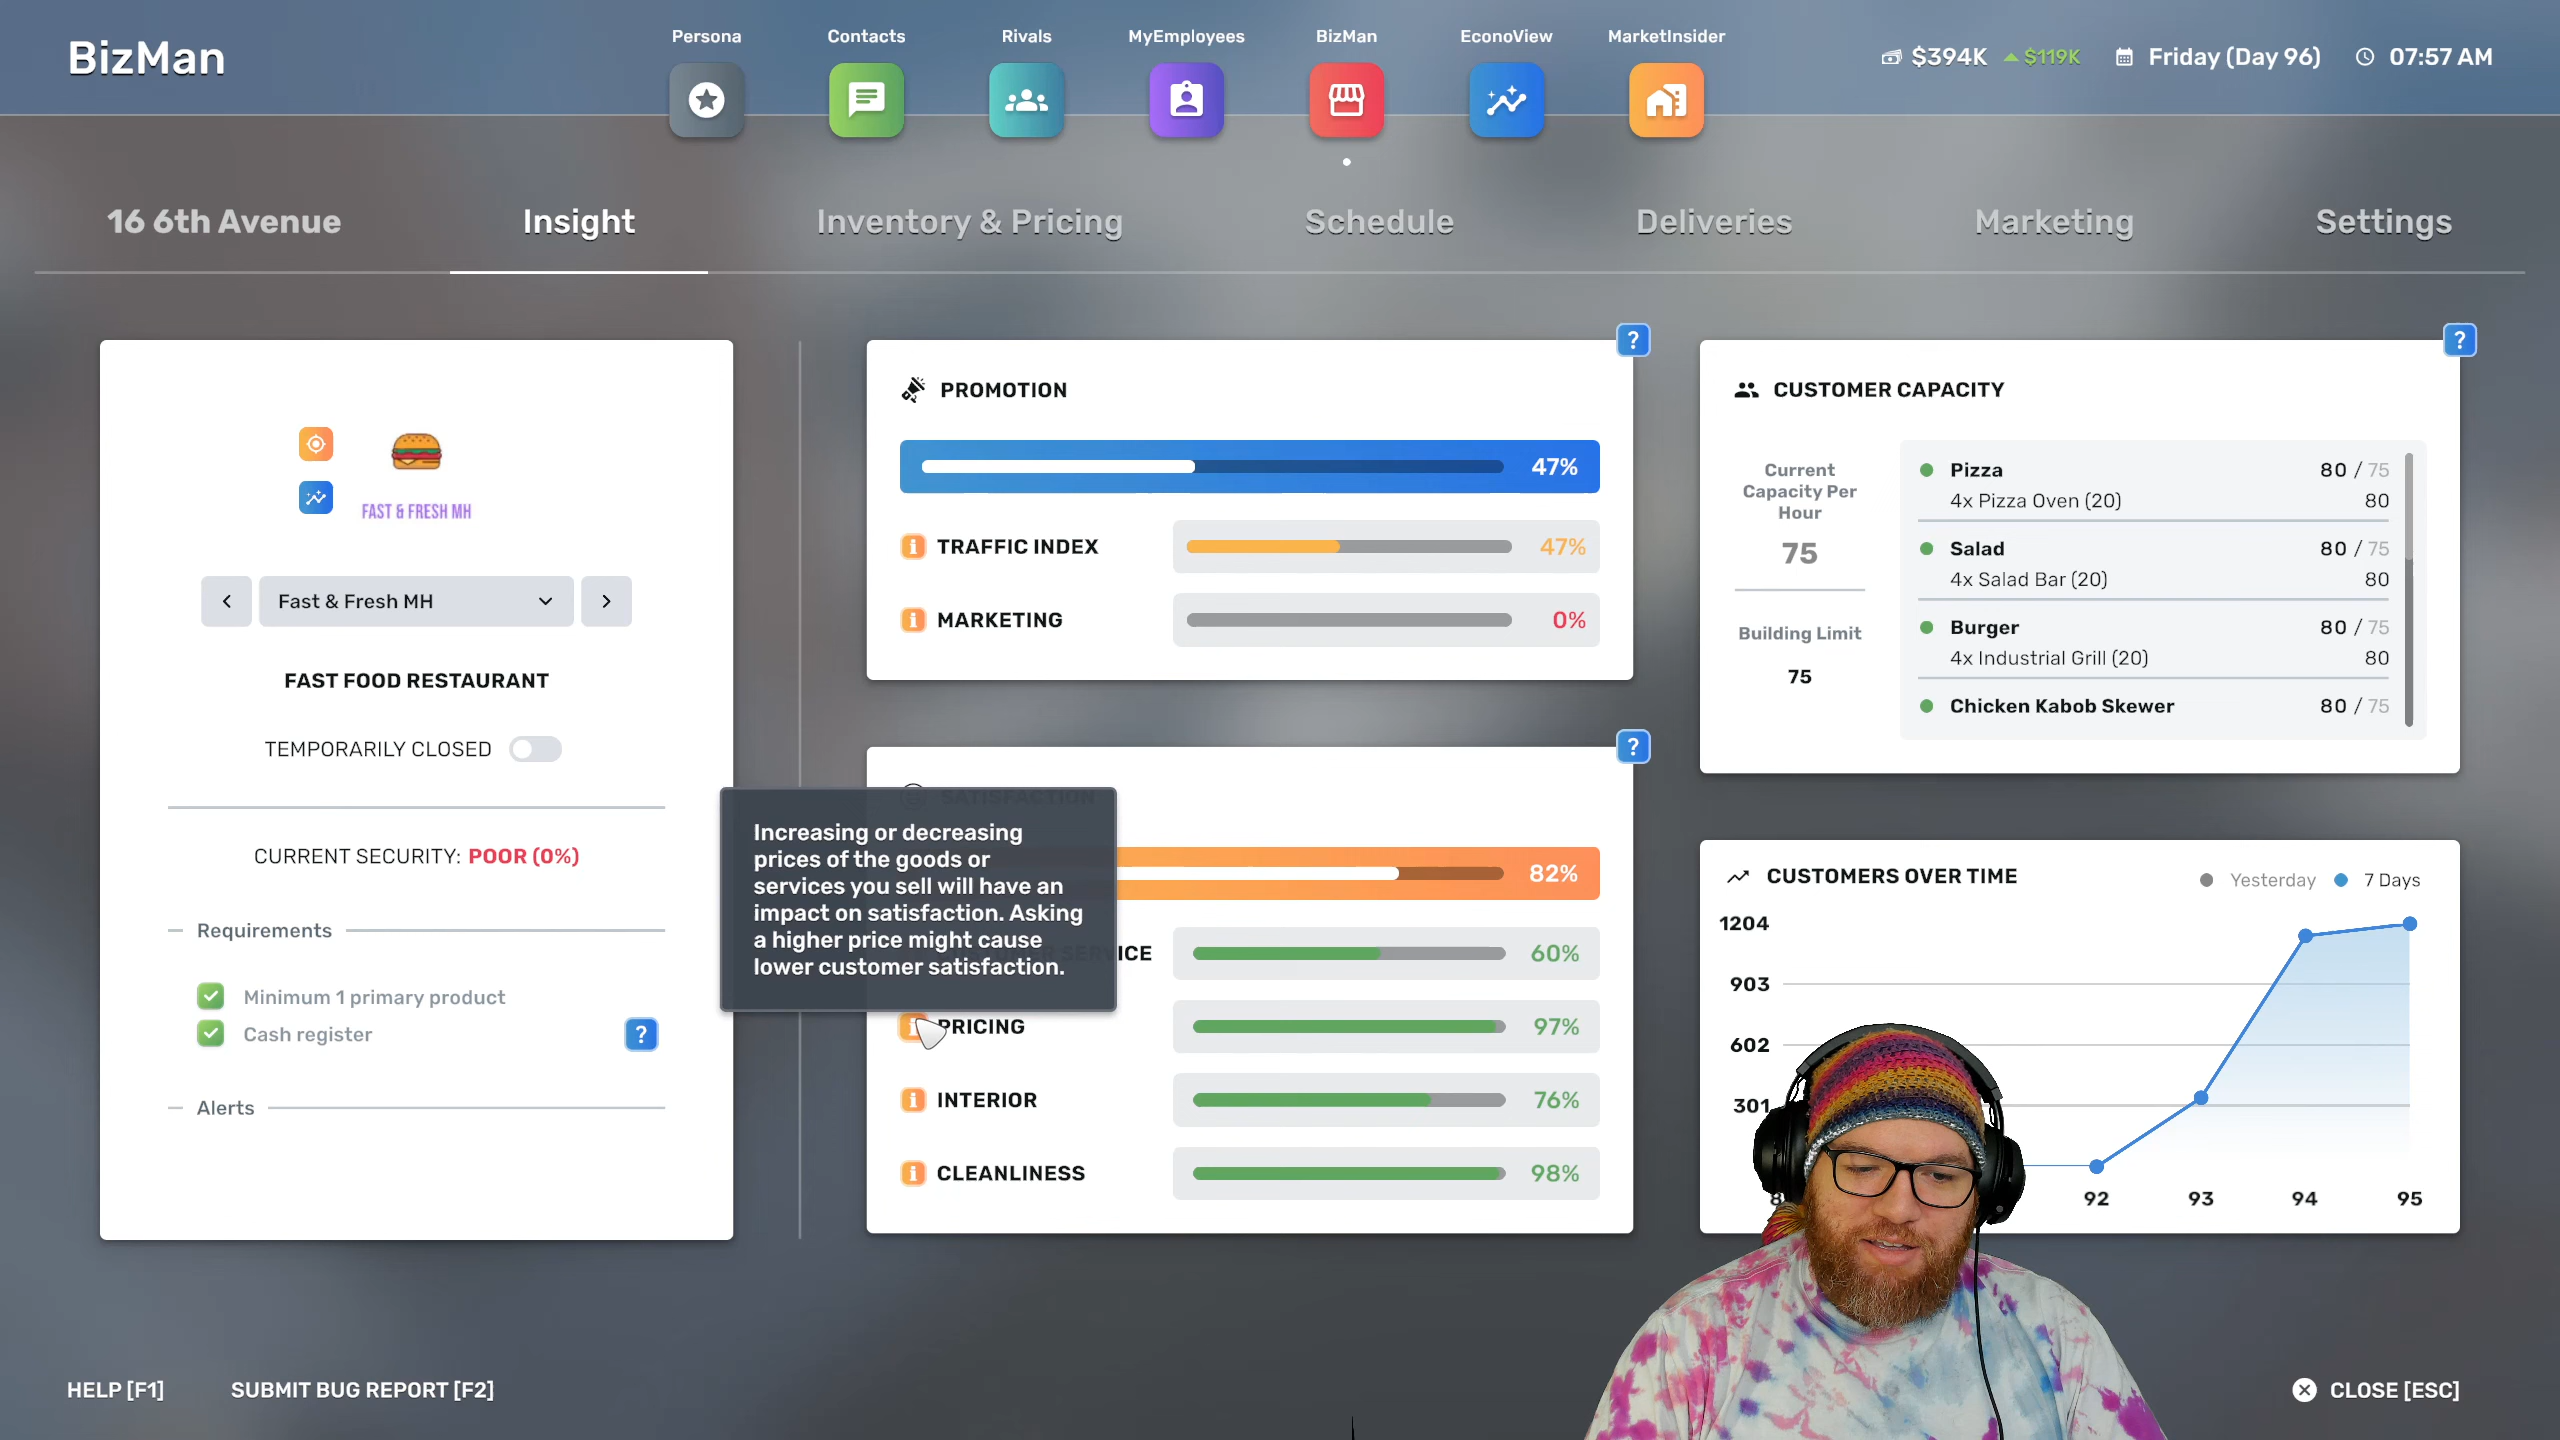 BizMan
Persona
Contacts
Rivals
MyEmployees
BizMan
EconoView
MarketInsider
$394K
$119K
Friday (Day 96)
07:57 AM
16 6th Avenue
Insight
Inventory & Pricing
Schedule
Deliveries
Marketing
Settings
FAST & FRESH MH
Fast & Fresh MH
FAST FOOD RESTAURANT
TEMPORARILY CLOSED
CURRENT SECURITY: POOR (0%)
Requirements
Minimum 1 primary product
Cash register
?
Alerts
?
PROMOTION
47%
TRAFFIC INDEX
47%
MARKETING
0%
?
SATISFACTION
82%
Increasing or decreasing
prices of the goods or
services you sell will have an
impact on satisfaction. Asking
a higher price might cause
lower customer satisfaction.
SERVICE
60%
PRICING
97%
INTERIOR
76%
CLEANLINESS
98%
?
CUSTOMER CAPACITY
Current
Capacity Per
Hour
75
Building Limit
75
Pizza 80 / 75
4x Pizza Oven (20) 80
Salad 80 / 75
4x Salad Bar (20) 80
Burger 80 / 75
4x Industrial Grill (20) 80
Chicken Kabob Skewer 80 / 75
CUSTOMERS OVER TIME
Yesterday
7 Days
1204
903
602
301
92
93
94
95
HELP [F1]
SUBMIT BUG REPORT [F2]
CLOSE [ESC]